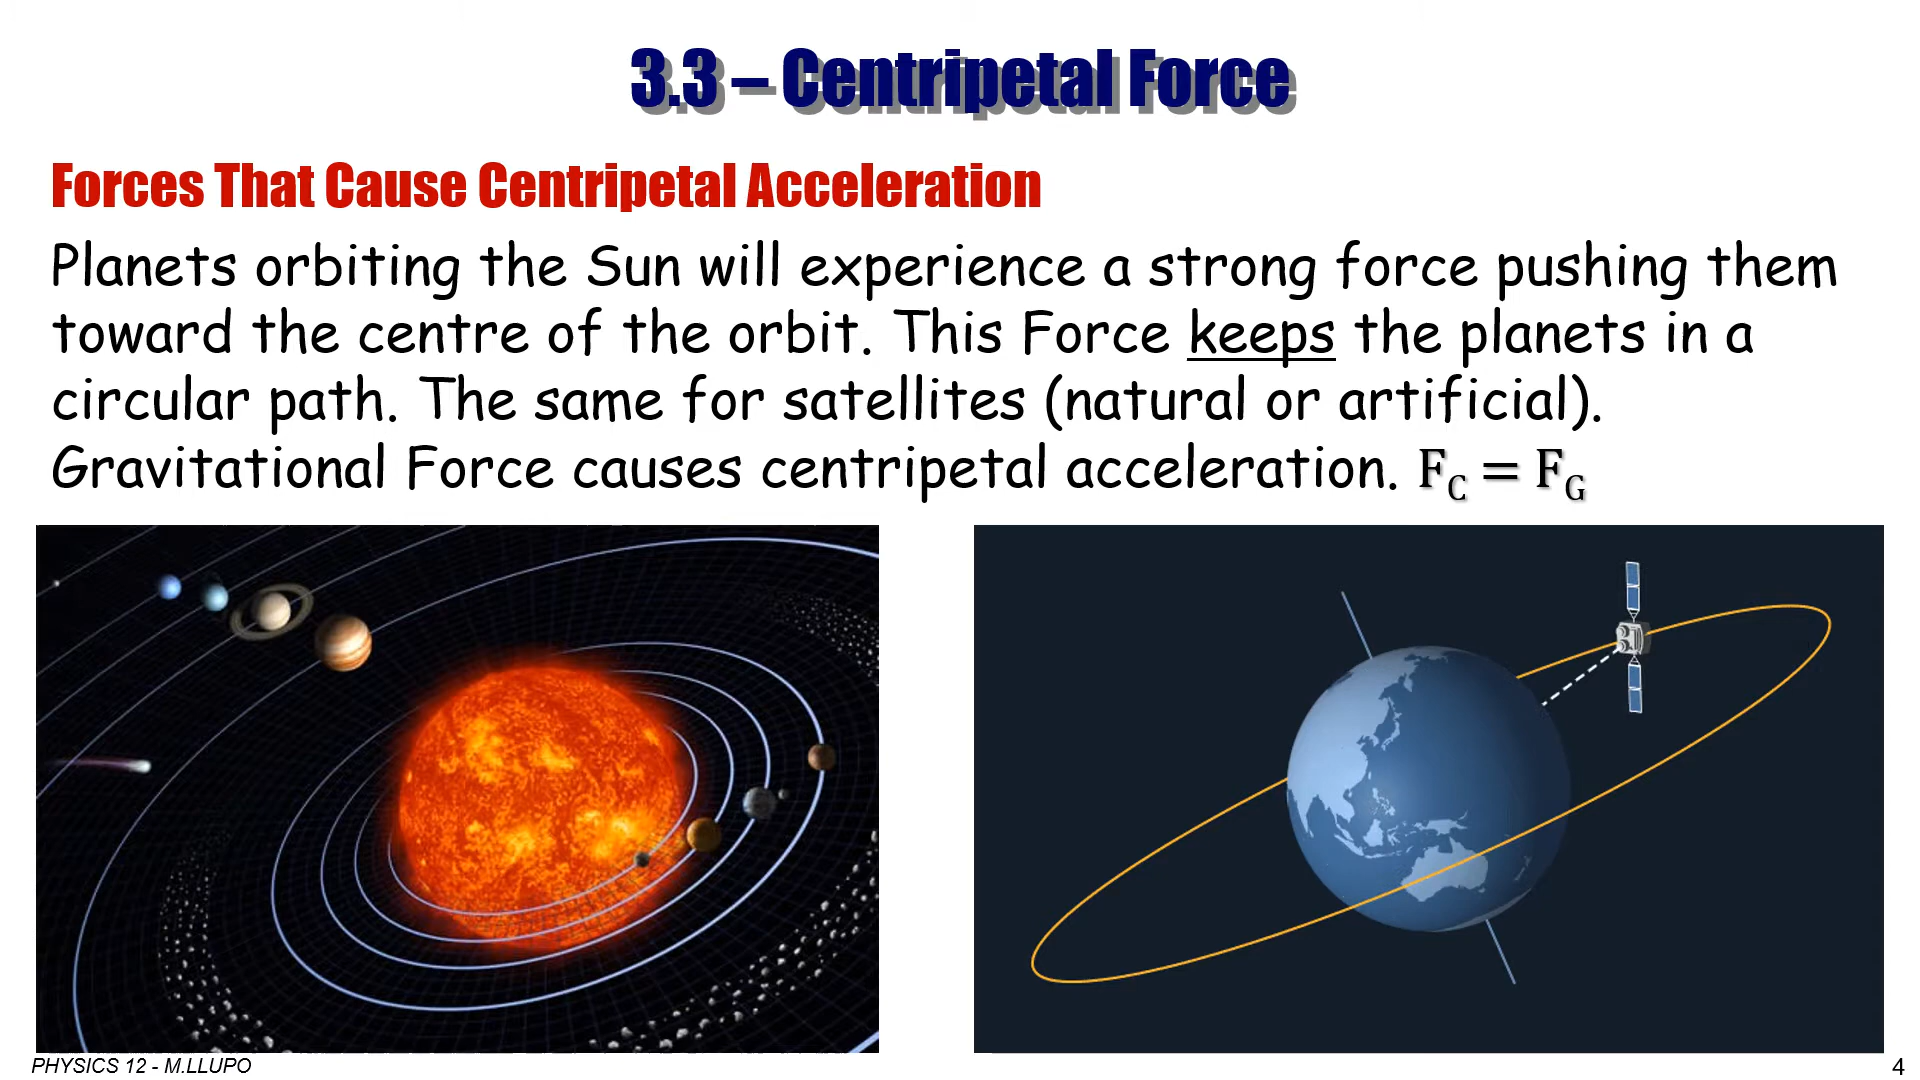 3.3 – Centripetal Force
Forces That Cause Centripetal Acceleration
Planets orbiting the Sun will experience a strong force pushing them
toward the centre of the orbit. This Force keeps the planets in a
circular path. The same for satellites (natural or artificial).
Gravitational Force causes centripetal acceleration. F_C = F_G
PHYSICS 12 - M.LLUPO
4